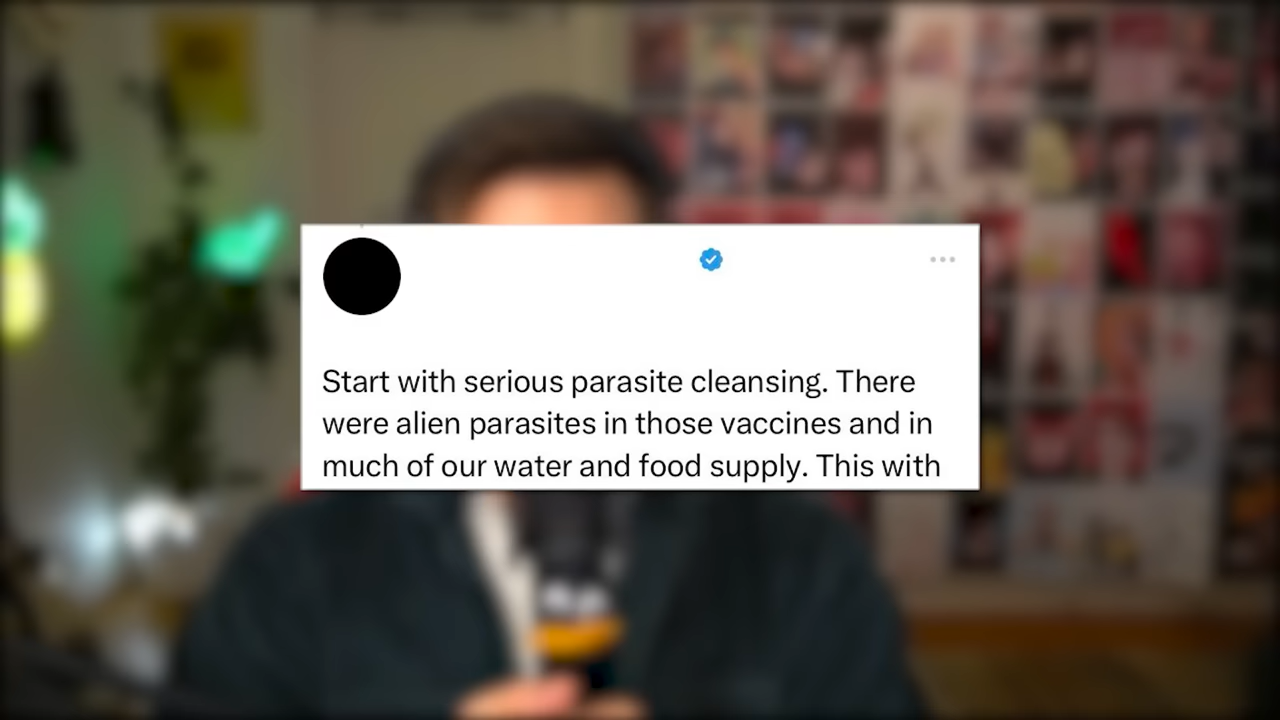 Start with serious parasite cleansing. There
were alien parasites in those vaccines and in
much of our water and food supply. This with